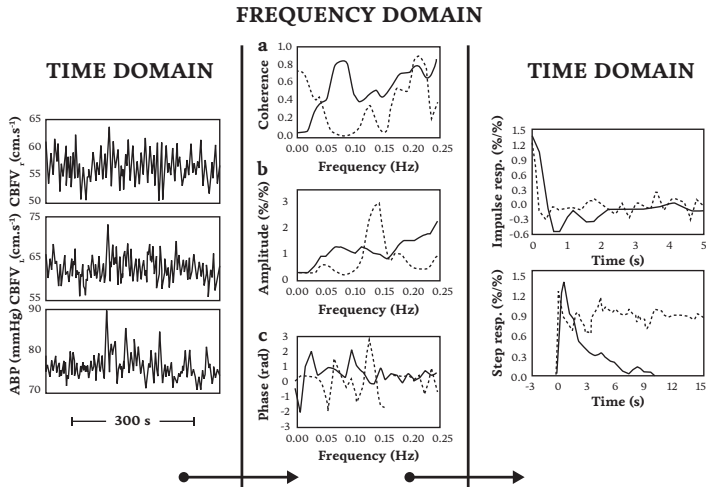 FREQUENCY DOMAIN
TIME DOMAIN
CBFV r (cm.s-1)
65
60
55
50
CBFV L (cm.s-1)
75
65
55
ABP (mmHg)
90
80
70
300 s
a
Coherence
1.0
0.8
0.6
0.4
0.2
0.0
0.00 0.05 0.10 0.15 0.20 0.25
Frequency (Hz)
b
Amplitude (%/%)
3
2
1
0
0.00 0.05 0.10 0.15 0.20 0.25
Frequency (Hz)
c
Phase (rad)
3
2
1
0
-1
-2
-3
0.00 0.05 0.10 0.15 0.20 0.25
Frequency (Hz)
TIME DOMAIN
Impulse resp. (%/%)
1.5
1.2
0.9
0.6
0.3
0.0
-0.3
-0.6
0 1 2 3 4 5
Time (s)
Step resp. (%/%)
1.5
1.2
0.9
0.6
0.3
0.0
-3 0 3 6 9 12 15
Time (s)